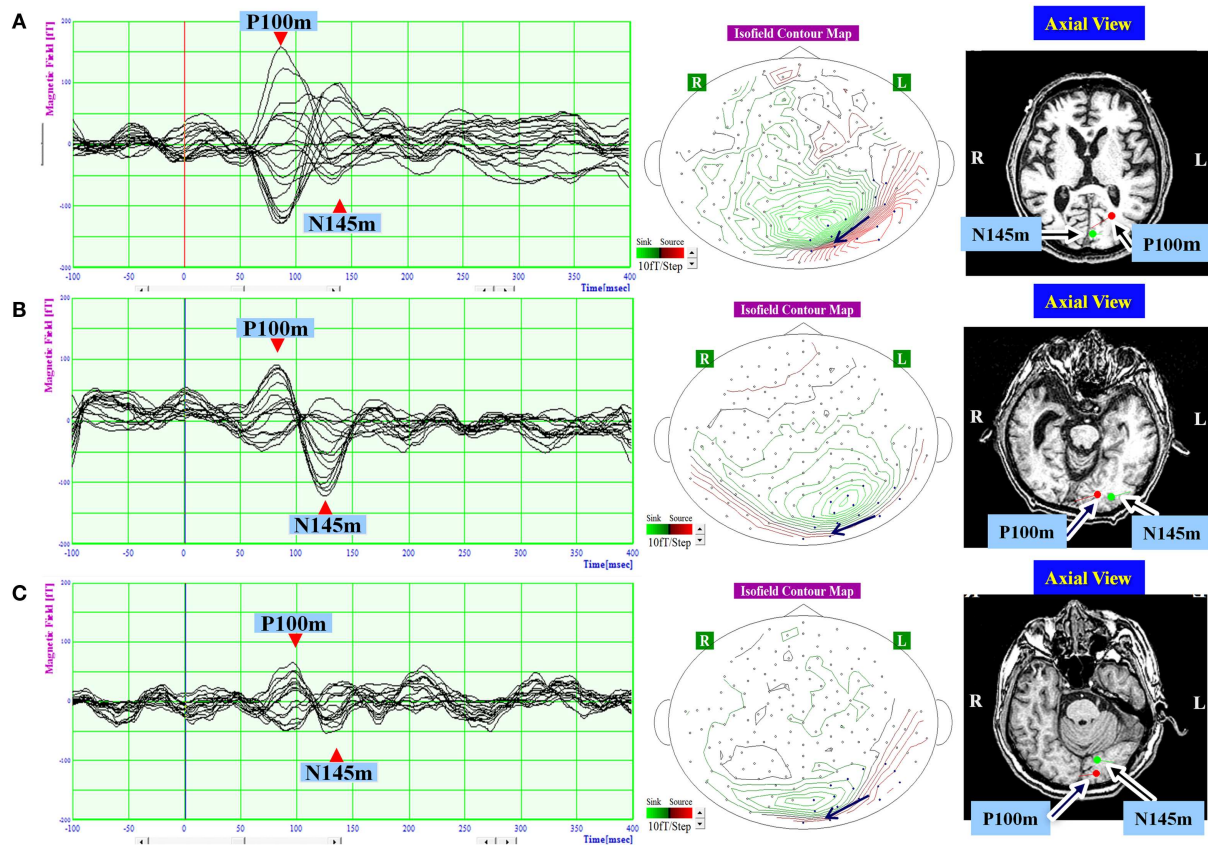 A
Magnetic Field [fT]
200
100
0
-100
-200
P100m
N145m
-100 -50 0 50 100 150 200 250 300 350 400
Time[msec]
Isofield Contour Map
R L
Sink Source
10fT/Step
Axial View
R L
N145m
P100m
B
Magnetic Field [fT]
200
100
0
-100
-200
P100m
N145m
-100 -50 0 50 100 150 200 250 300 350 400
Time[msec]
Isofield Contour Map
R L
Sink Source
10fT/Step
Axial View
R L
P100m N145m
C
Magnetic Field [fT]
200
100
0
-100
-200
P100m
N145m
-100 -50 0 50 100 150 200 250 300 350 400
Time[msec]
Isofield Contour Map
R L
Sink Source
10fT/Step
Axial View
R L
P100m N145m